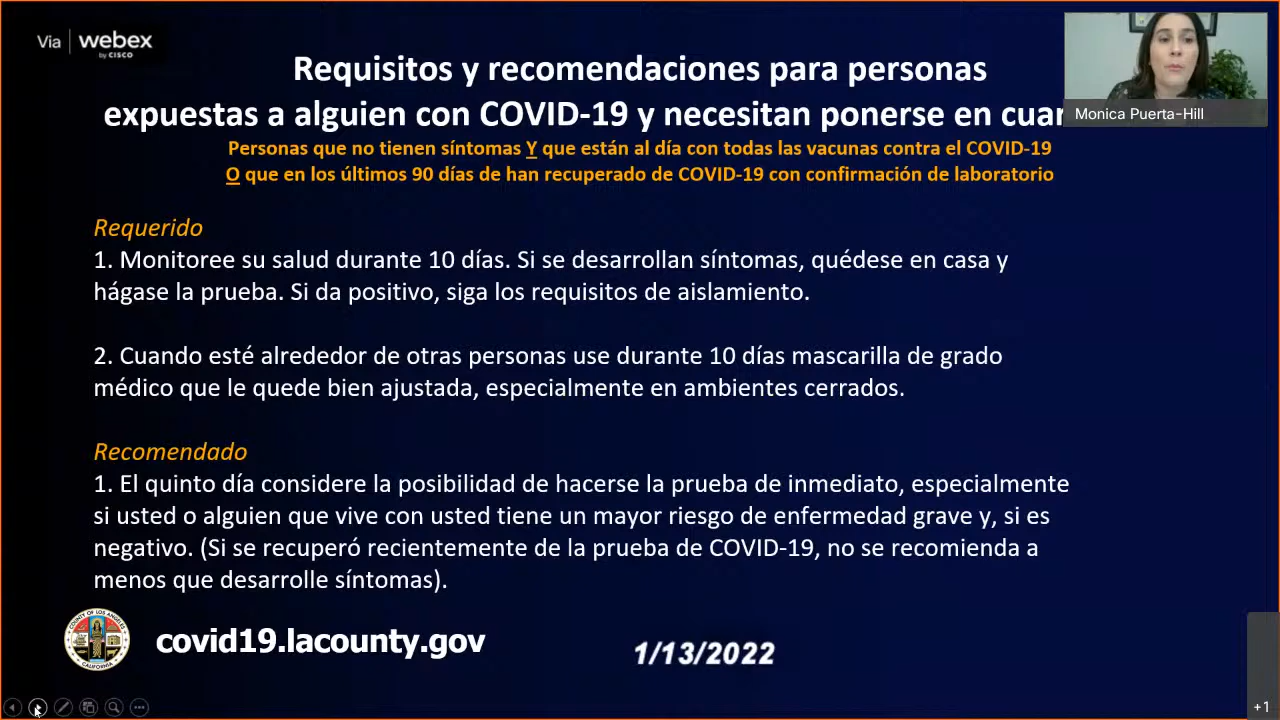 Via | webex
by CISCO
Requisitos y recomendaciones para personas
expuestas a alguien con COVID-19 y necesitan ponerse en cuar
Monica Puerta-Hill
Personas que no tienen síntomas Y que están al día con todas las vacunas contra el COVID-19
O que en los últimos 90 días de han recuperado de COVID-19 con confirmación de laboratorio
Requerido
1. Monitoree su salud durante 10 días. Si se desarrollan síntomas, quédese en casa y
hágase la prueba. Si da positivo, siga los requisitos de aislamiento.
2. Cuando esté alrededor de otras personas use durante 10 días mascarilla de grado
médico que le quede bien ajustada, especialmente en ambientes cerrados.
Recomendado
1. El quinto día considere la posibilidad de hacerse la prueba de inmediato, especialmente
si usted o alguien que vive con usted tiene un mayor riesgo de enfermedad grave y, si es
negativo. (Si se recuperó recientemente de la prueba de COVID-19, no se recomienda a
menos que desarrolle síntomas).
COUNTY OF LOS ANGELES
CALIFORNIA
covid19.lacounty.gov
1/13/2022
+1